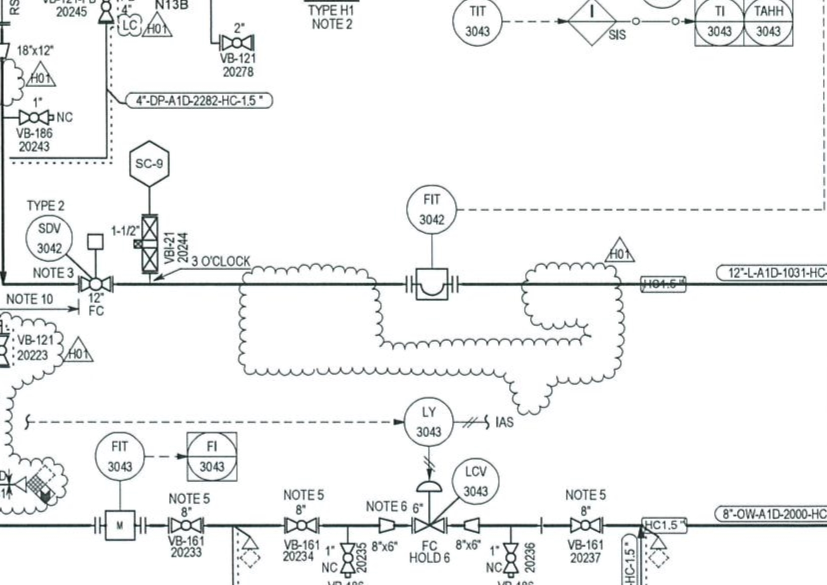 RS
20245
4"
LC
H01
N13B
2"
VB-121
20278
TYPE H1
NOTE 2
TIT
3043
I
SIS
TI
3043
TAHH
3043
18"x12"
H01
1"
NC
VB-186
20243
4"-DP-A1D-2282-HC-1.5 "
SC-9
TYPE 2
SDV
3042
1-1/2"
VB-21
20244
3 O'CLOCK
NOTE 3
12"
FC
NOTE 10
FIT
3042
H01
HC1.5 "
12"-L-A1D-1031-HC-
VB-121
20223
H01
LY
3043
IAS
FIT
3043
FI
3043
LCV
3043
M
NOTE 5
8"
VB-161
20233
NOTE 5
8"
VB-161
20234
1"
NC
20235
VB-186
NOTE 6
8"x6"
6"
FC
HOLD 6
8"x6"
1"
NC
20236
VB-186
NOTE 5
8"
VB-161
20237
HC1.5 "
8"-OW-A1D-2000-HC
HC-1.5 "